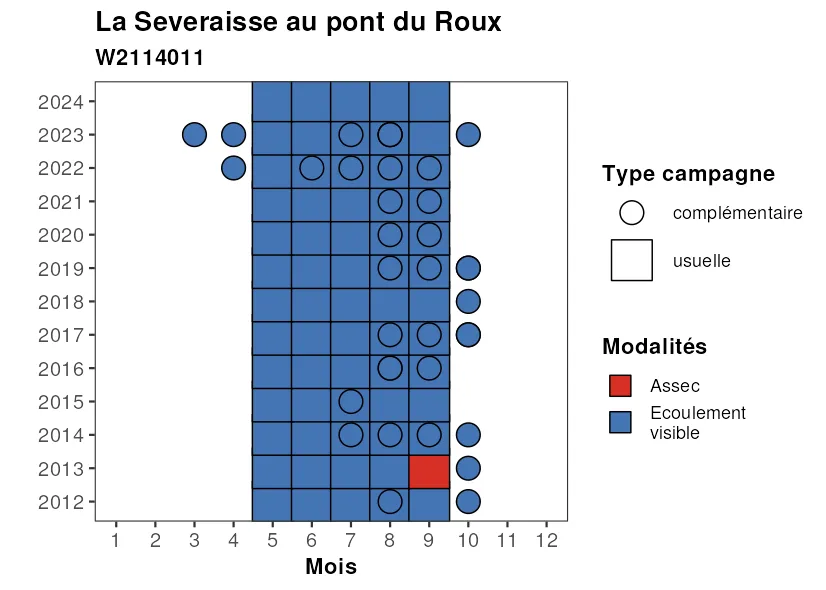 La Severaisse au pont du Roux
W2114011
2024
2023
2022
2021
2020
2019
2018
2017
2016
2015
2014
2013
2012
1 2 3 4 5 6 7 8 9 10 11 12
Mois
Type campagne
complémentaire
usuelle
Modalités
Assec
Ecoulement
visible